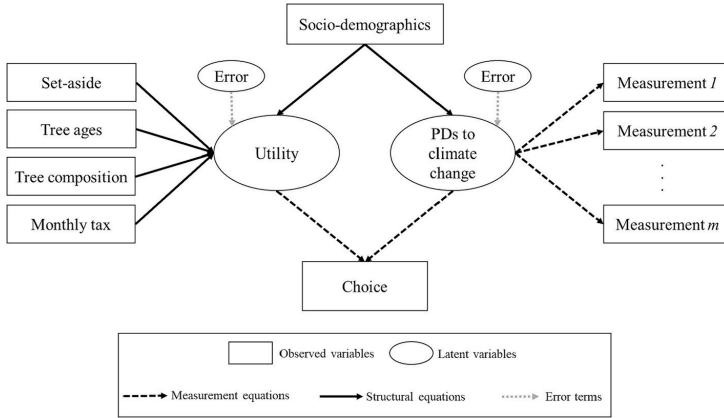 Socio-demographics
Set-aside
Error
Error
Measurement 1
Tree ages
Measurement 2
Utility
PDs to
climate
change
Tree composition
.
.
.
Monthly tax
Measurement m
Choice
Observed variables
Latent variables
Measurement equations
Structural equations
Error terms